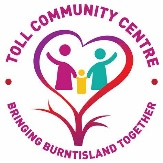 TOLL COMMUNITY CENTRE
BRINGING BURNTISLAND TOGETHER